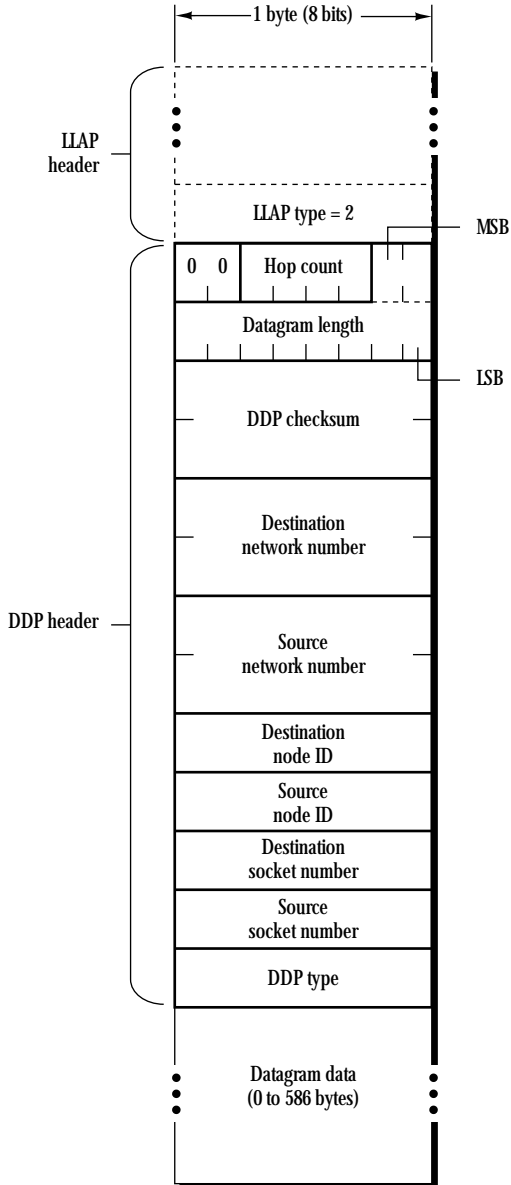 1 byte (8 bits)
LLAP
header
LLAP type = 2
MSB
0 0 Hop count
Datagram length
LSB
DDP checksum
Destination
network number
DDP header
Source
network number
Destination
node ID
Source
node ID
Destination
socket number
Source
socket number
DDP type
Datagram data
(0 to 586 bytes)